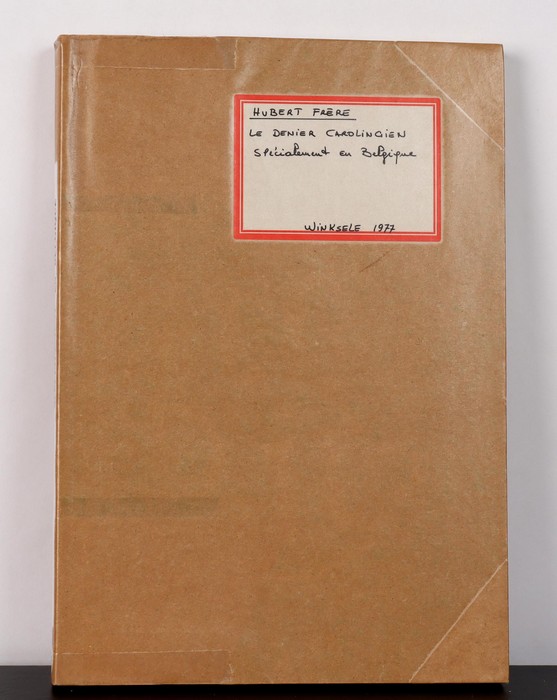 HUBERT FRÈRE
LE DENIER CAROLINGIEN
Spécialement en Belgique
WINKSELE 1977